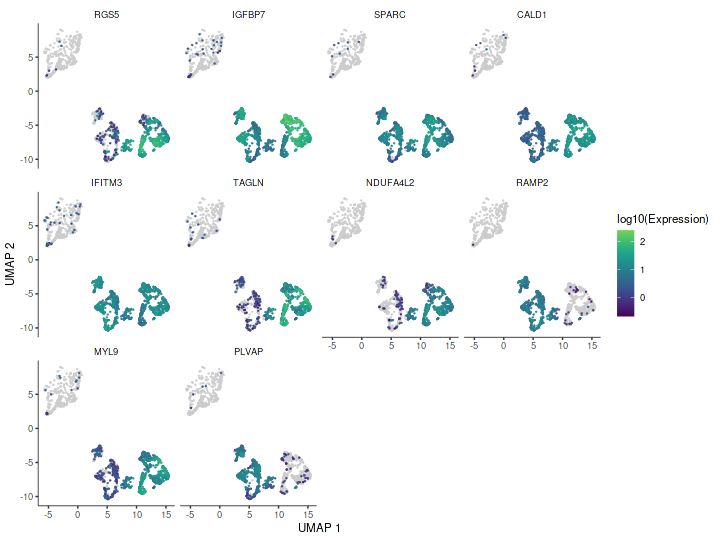 RGS5 IGFBP7 SPARC CALD1
5
0
-5
-10
IFITM3 TAGLN NDUFA4L2 RAMP2
5
0
-5
-10
-5 0 5 10 15 -5 0 5 10 15
MYL9 PLVAP
5
0
-5
-10
-5 0 5 10 15 -5 0 5 10 15
UMAP 1
UMAP 2
log10(Expression)
2
1
0